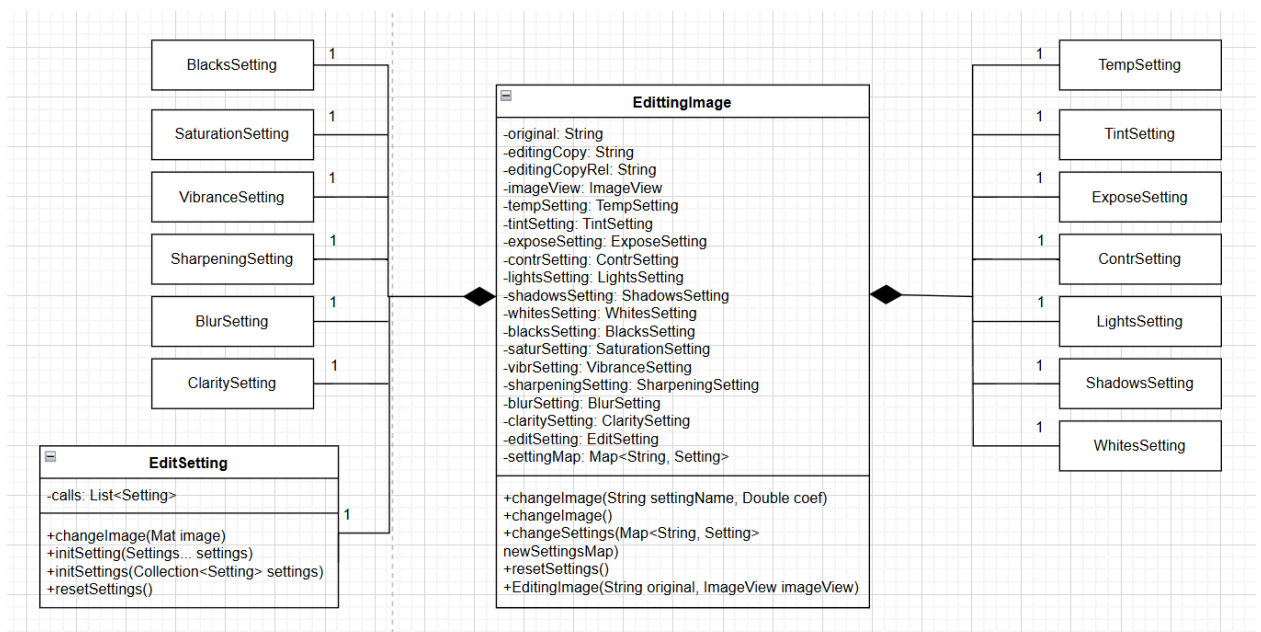 BlacksSetting
1
SaturationSetting
1
VibranceSetting
1
SharpeningSetting
1
BlurSetting
1
ClaritySetting
1
EditSetting
-calls: List<Setting>
+changeImage(Mat image)
+initSetting(Settings... settings)
+initSettings(Collection<Setting> settings)
+resetSettings()
1
EdittingImage
-original: String
-editingCopy: String
-editingCopyRel: String
-imageView: ImageView
-tempSetting: TempSetting
-tintSetting: TintSetting
-exposeSetting: ExposeSetting
-contrSetting: ContrSetting
-lightsSetting: LightsSetting
-shadowsSetting: ShadowsSetting
-whitesSetting: WhitesSetting
-blacksSetting: BlacksSetting
-saturSetting: SaturationSetting
-vibrSetting: VibranceSetting
-sharpeningSetting: SharpeningSetting
-blurSetting: BlurSetting
-claritySetting: ClaritySetting
-editSetting: EditSetting
-settingMap: Map<String, Setting>
+changeImage(String settingName, Double coef)
+changeImage()
+changeSettings(Map<String, Setting>
newSettingsMap)
+resetSettings()
+EditingImage(String original, ImageView imageView)
1
TempSetting
1
TintSetting
1
ExposeSetting
1
ContrSetting
1
LightsSetting
1
ShadowsSetting
1
WhitesSetting